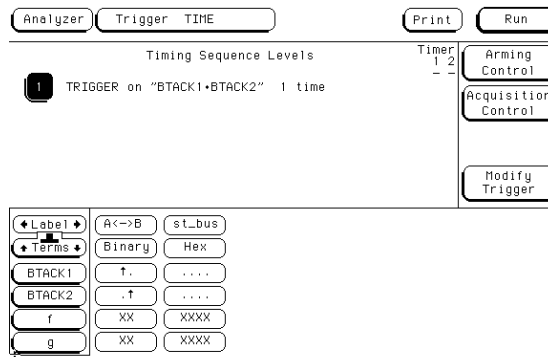 Analyzer Trigger TIME Print Run
Timing Sequence Levels
Timer
1 2
- -
Arming
Control
1 TRIGGER on "BTACK1•BTACK2" 1 time
Acquisition
Control
Modify
Trigger
←Label→ A<->B st_bus
↑Terms↓ Binary Hex
BTACK1 ↑. ....
BTACK2 .↑ ....
f XX XXXX
g XX XXXX